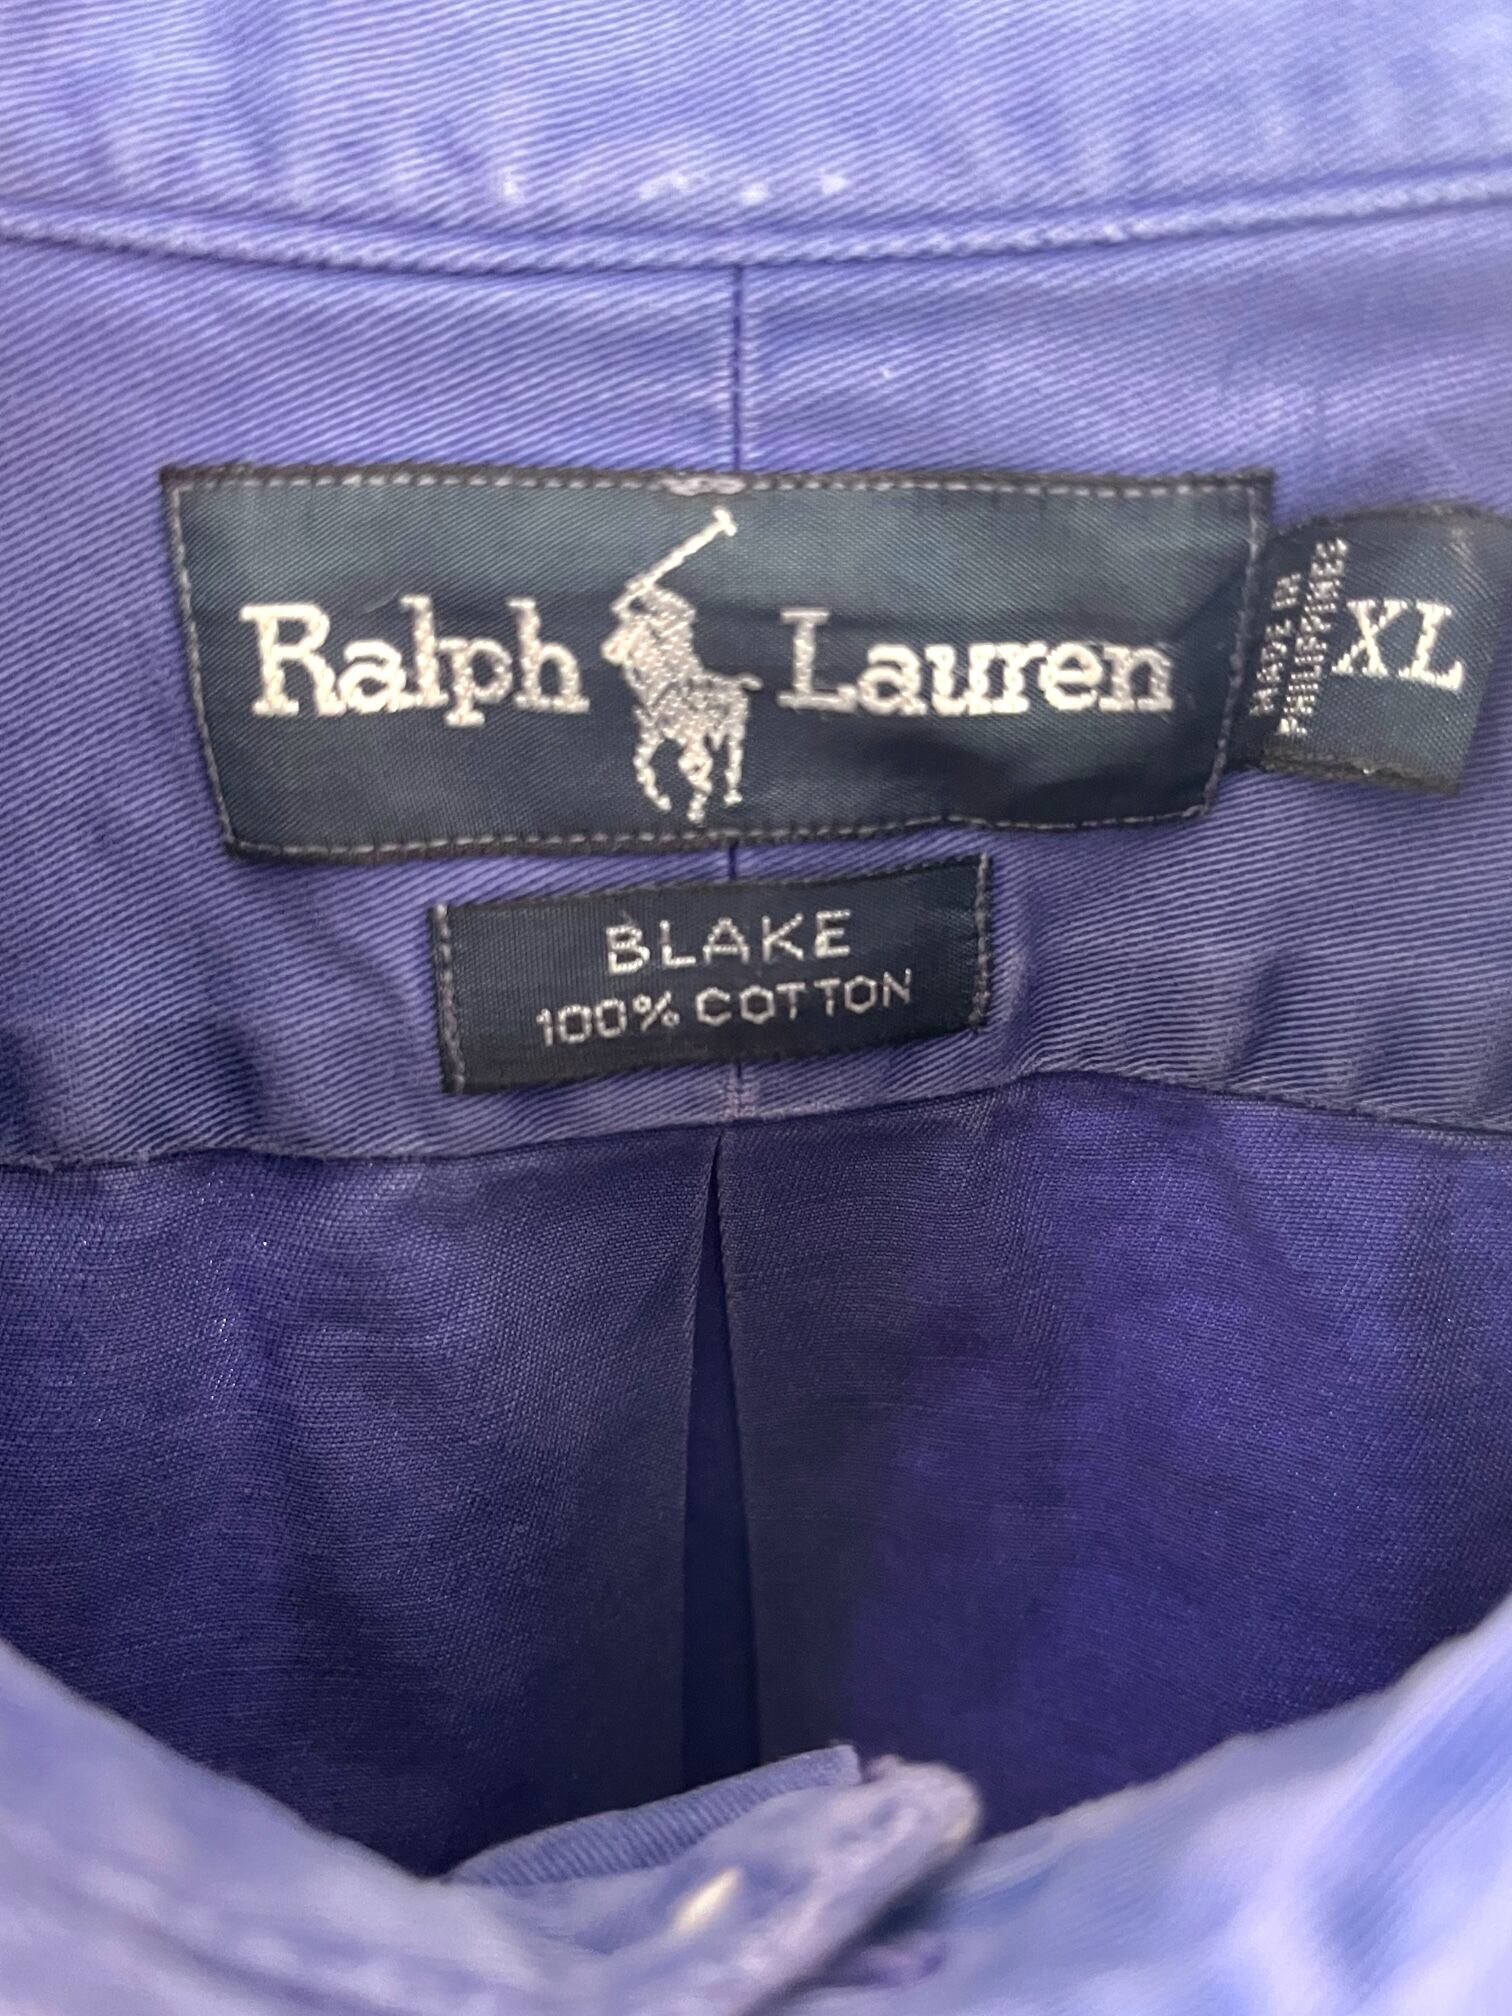 Ralph Lauren
MADE IN
PHILIPPINES
XL
BLAKE
100% COTTON